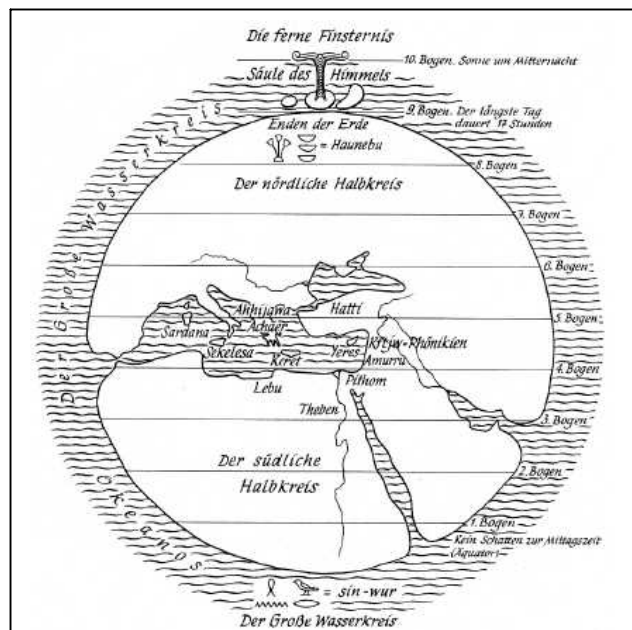 Die ferne Finsternis
10. Bogen. Sonne um Mitternacht
Säule des Himmels
9. Bogen. Der längste Tag
dauert 17 Stunden
Enden der Erde
= Haunebu
8. Bogen
Der nördliche Halbkreis
7. Bogen
6. Bogen
Der Große Wasserkreis
Ahhijawa
Hatti
5. Bogen
Sardana
Achäer
Sekelesa
Keret
Yeres
Kftjw-Phönikien
Amurru
4. Bogen
Lebu
Pithom
Theben
3. Bogen
Der südliche
Halbkreis
2. Bogen
1. Bogen
Kein Schatten zur Mittagszeit
(Äquator)
Okeanos
= sin-wur
Der Große Wasserkreis